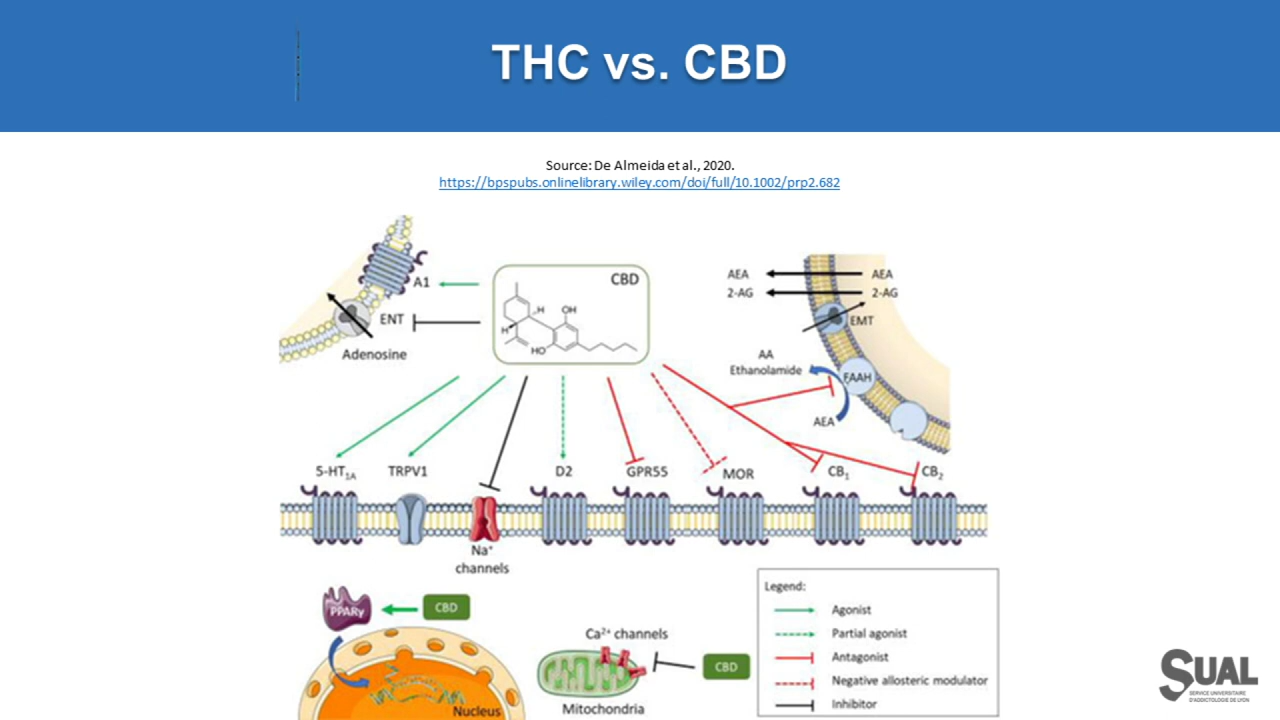 THC vs. CBD
Source: De Almeida et al., 2020.
https://bpspubs.onlinelibrary.wiley.com/doi/full/10.1002/prp2.682
A1
CBD
H
OH
H
HO
ENT
Adenosine
AEA
AEA
2-AG
2-AG
EMT
AA
Ethanolamide
FAAH
AEA
5-HT1A
TRPV1
D2
GPR55
MOR
CB1
CB2
Na+
channels
PPARγ
CBD
Nucleus
Ca2+ channels
CBD
Mitochondria
Legend:
Agonist
Partial agonist
Antagonist
Negative allosteric modulator
Inhibitor
SUAL
SERVICE UNIVERSITAIRE
D'ADDICTOLOGIE DE LYON